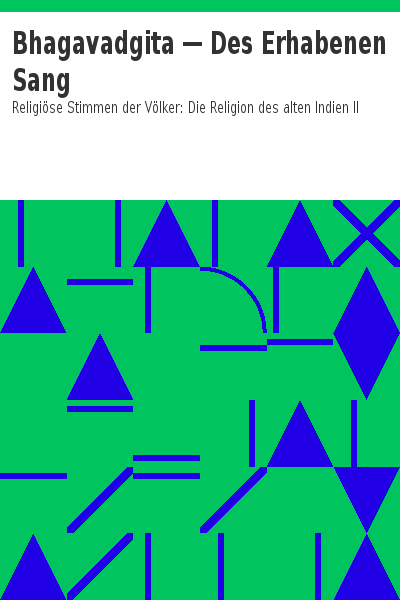 Bhagavadgita — Des Erhabenen
Sang
Religiöse Stimmen der Völker: Die Religion des alten Indien II